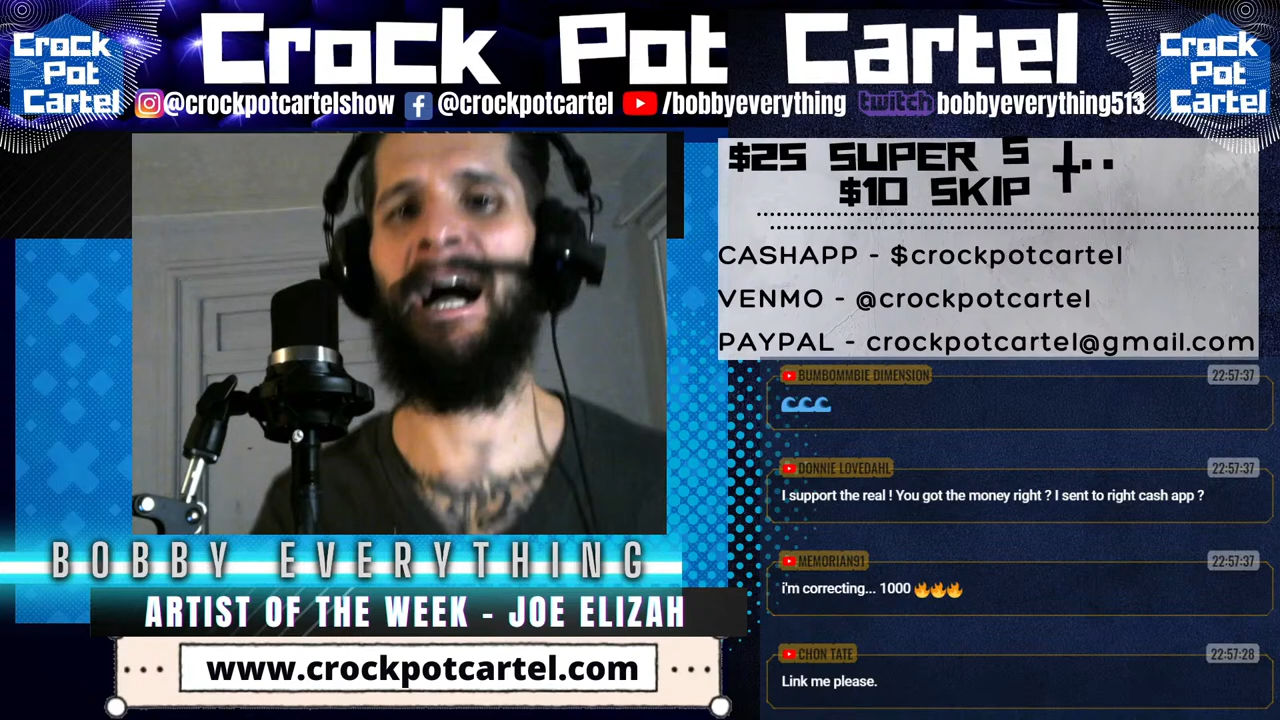 Crock Pot Cartel
Crock
Pot
Cartel
@crockpotcartelshow @crockpotcartel /bobbyeverything twitch bobbyeverything513
Crock
Pot
Cartel
$25 SUPER 5
$10 SKIP
CASHAPP - $crockpotcartel
VENMO - @crockpotcartel
PAYPAL - crockpotcartel@gmail.com
BUMBOMMBIE DIMENSION 22:57:37
🌊🌊🌊
DONNIE LOVEDAHL 22:57:37
I support the real ! You got the money right ? I sent to right cash app ?
MEMORIAN91 22:57:37
i'm correcting... 1000 🔥🔥🔥
CHON TATE 22:57:28
Link me please.
BOBBY EVERYTHING
ARTIST OF THE WEEK - JOE ELIZAH
www.crockpotcartel.com